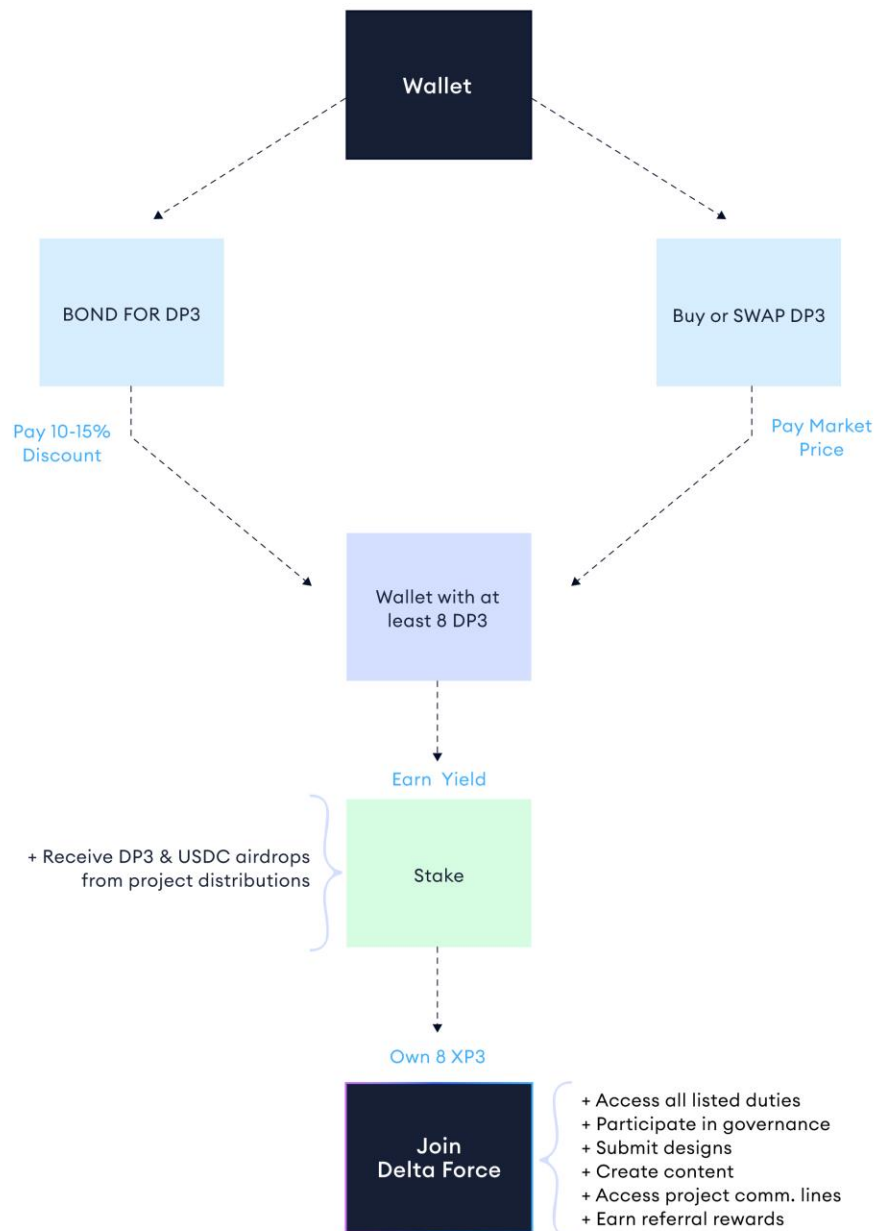 Wallet
BOND FOR DP3
Buy or SWAP DP3
Pay 10-15%
Discount
Pay Market
Price
Wallet with at
least 8 DP3
Earn Yield
+ Receive DP3 & USDC airdrops
from project distributions
Stake
Own 8 XP3
Join
Delta Force
+ Access all listed duties
+ Participate in governance
+ Submit designs
+ Create content
+ Access project comm. lines
+ Earn referral rewards